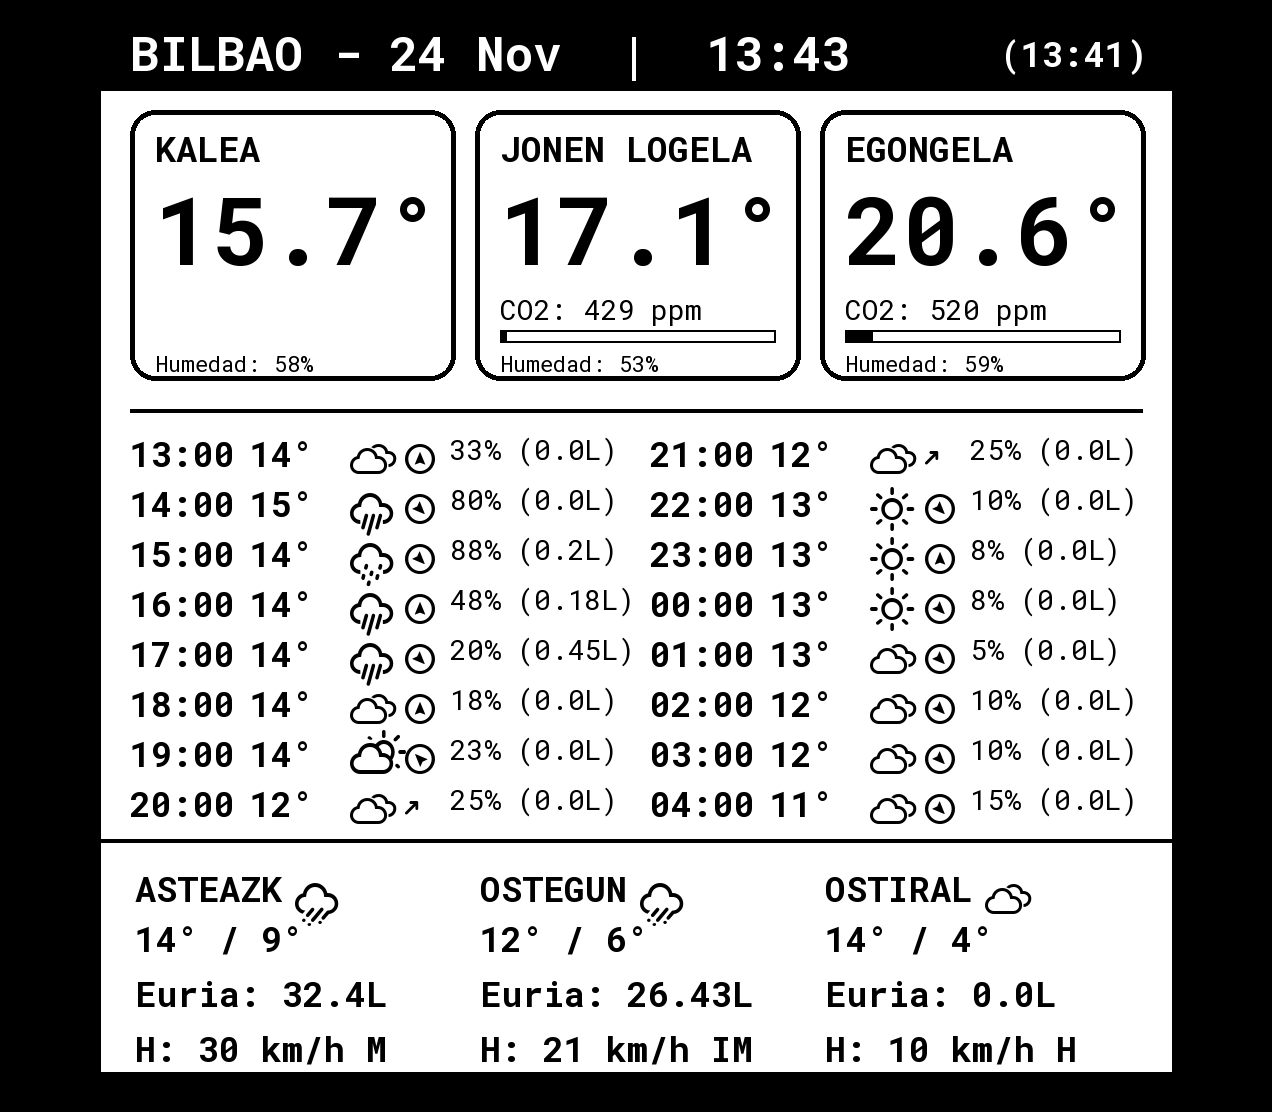 BILBAO - 24 Nov | 13:43 (13:41)
KALEA
15.7°
Humedad: 58%
JONEN LOGELA
17.1°
CO2: 429 ppm
Humedad: 53%
EGONGELA
20.6°
CO2: 520 ppm
Humedad: 59%
13:00 14° 33% (0.0L)
14:00 15° 80% (0.0L)
15:00 14° 88% (0.2L)
16:00 14° 48% (0.18L)
17:00 14° 20% (0.45L)
18:00 14° 18% (0.0L)
19:00 14° 23% (0.0L)
20:00 12° 25% (0.0L)
21:00 12° 25% (0.0L)
22:00 13° 10% (0.0L)
23:00 13° 8% (0.0L)
00:00 13° 8% (0.0L)
01:00 13° 5% (0.0L)
02:00 12° 10% (0.0L)
03:00 12° 10% (0.0L)
04:00 11° 15% (0.0L)
ASTEAZK
14° / 9°
Euria: 32.4L
H: 30 km/h M
OSTEGUN
12° / 6°
Euria: 26.43L
H: 21 km/h IM
OSTIRAL
14° / 4°
Euria: 0.0L
H: 10 km/h H